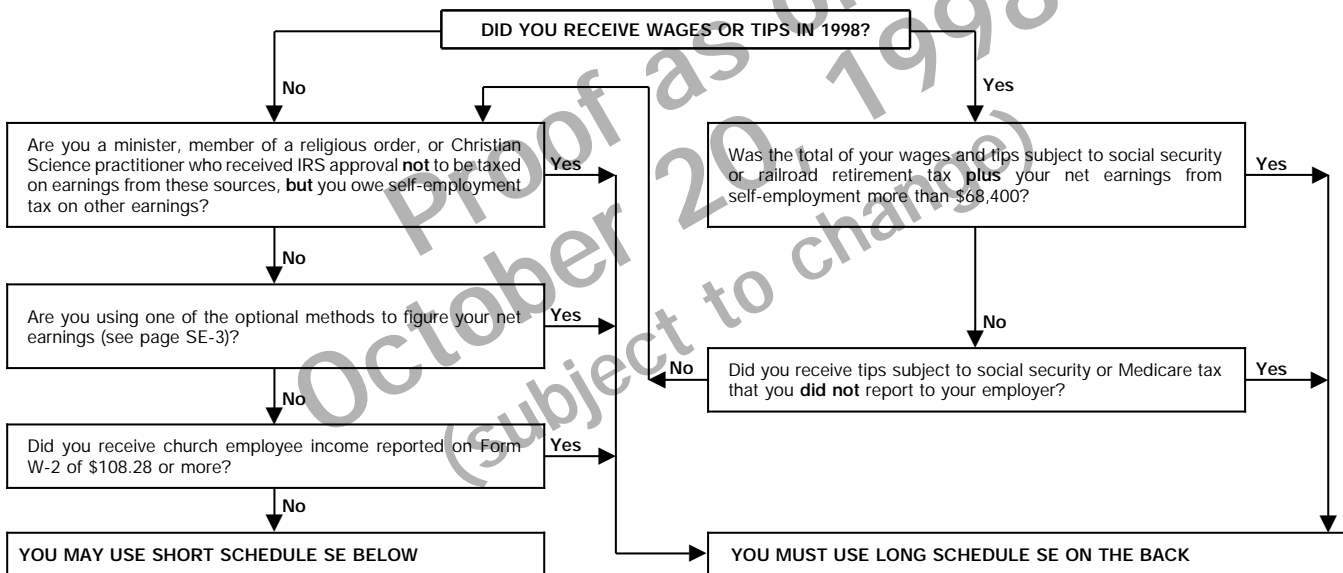 DID YOU RECEIVE WAGES OR TIPS IN 1998?
No
Yes
Are you a minister, member of a religious order, or Christian
Science practitioner who received IRS approval not to be taxed
on earnings from these sources, but you owe self-employment
tax on other earnings?
Yes
Was the total of your wages and tips subject to social security
or railroad retirement tax plus your net earnings from
self-employment more than $68,400?
Yes
No
No
Are you using one of the optional methods to figure your net
earnings (see page SE-3)?
Yes
Did you receive tips subject to social security or Medicare tax
that you did not report to your employer?
No
Yes
No
Did you receive church employee income reported on Form
W-2 of $108.28 or more?
Yes
No
YOU MAY USE SHORT SCHEDULE SE BELOW
YOU MUST USE LONG SCHEDULE SE ON THE BACK
Proof as of
October 20, 1998
(subject to change)